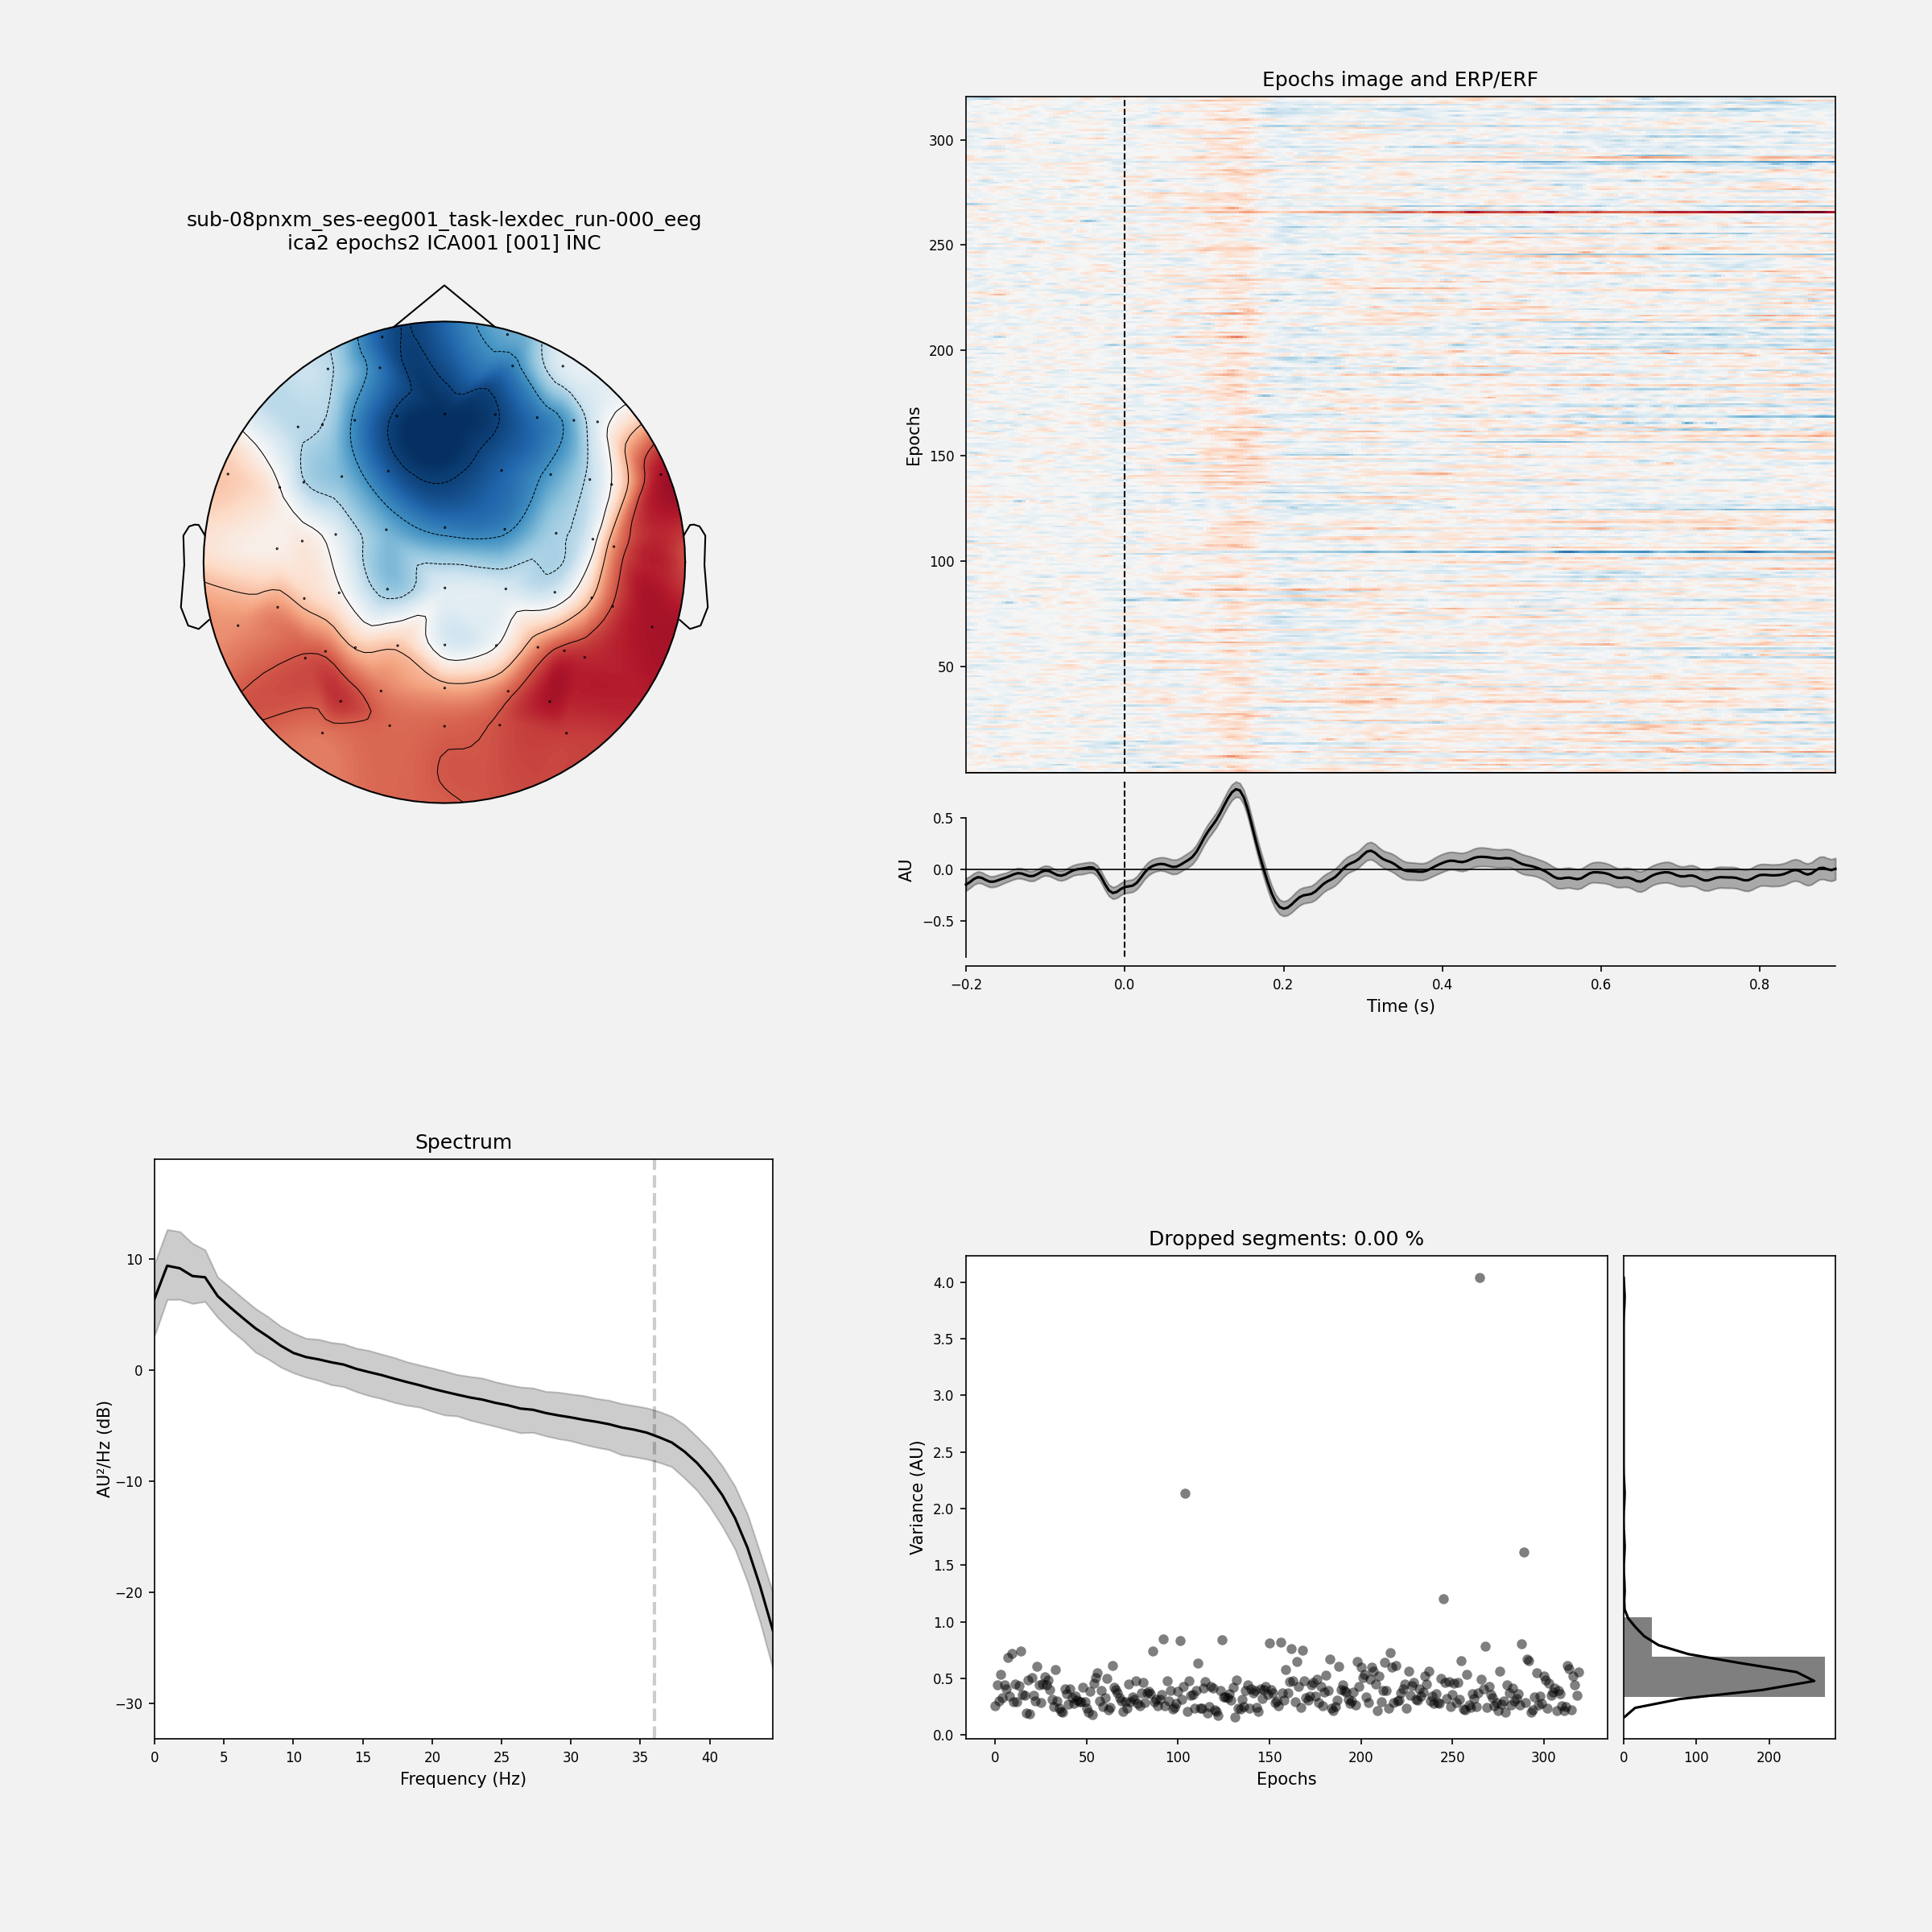 sub-08pnxm_ses-eeg001_task-lexdec_run-000_eeg
ica2 epochs2 ICA001 [001] INC
Epochs image and ERP/ERF
300
250
200
150
100
50
Epochs
0.5
0.0
−0.5
AU
−0.2 0.0 0.2 0.4 0.6 0.8
Time (s)
Spectrum
10
0
−10
−20
−30
AU²/Hz (dB)
0 5 10 15 20 25 30 35 40
Frequency (Hz)
Dropped segments: 0.00 %
4.0
3.5
3.0
2.5
2.0
1.5
1.0
0.5
0.0
Variance (AU)
0 50 100 150 200 250 300
Epochs
0 100 200